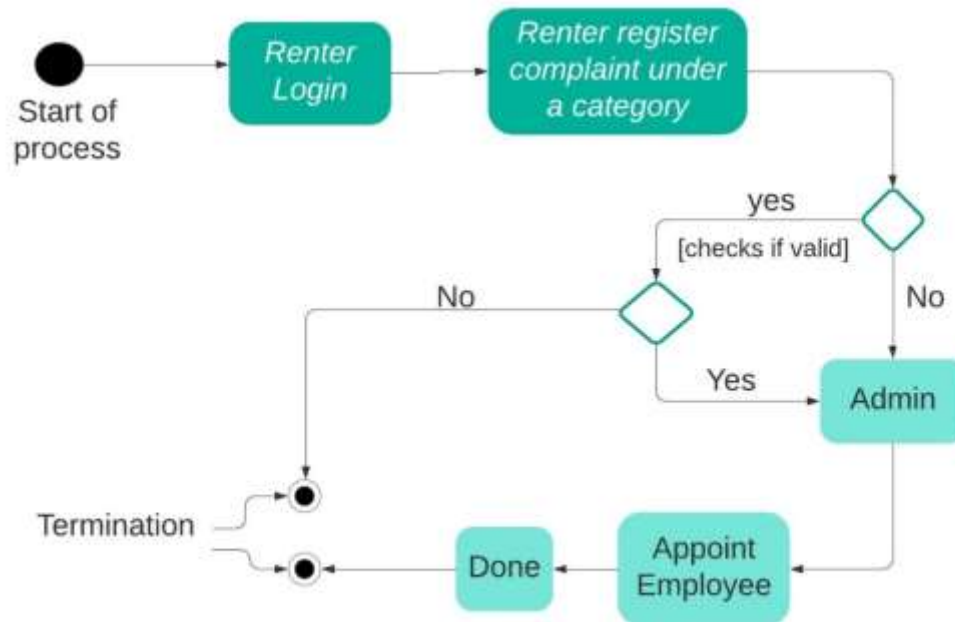 Start of
process
Renter
Login
Renter register
complaint under
a category
yes
[checks if valid]
No
No
Yes
Admin
Termination
Done
Appoint
Employee